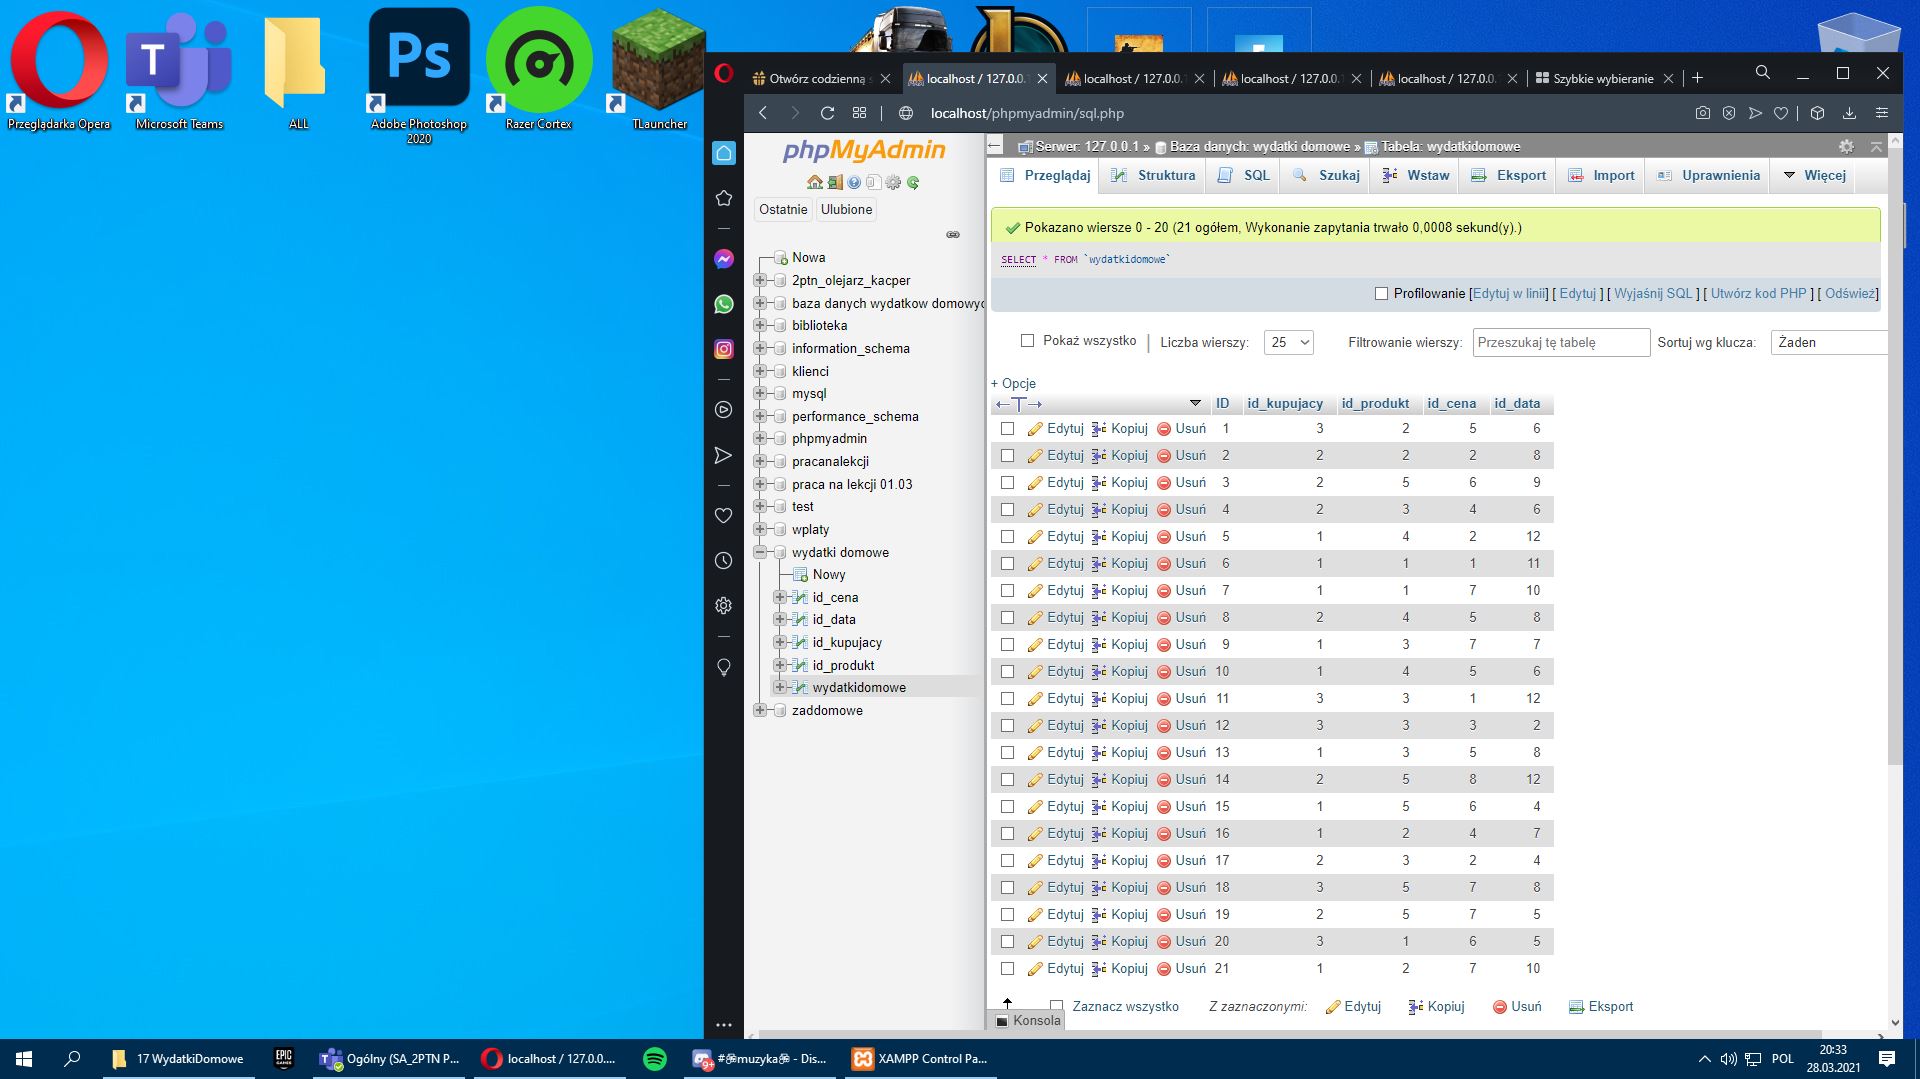 Przeglądarka Opera
Microsoft Teams
ALL
Ps
Adobe Photoshop 2020
Razer Cortex
TLauncher
Otwórz codzienną s
localhost / 127.0.0.1
localhost / 127.0.0.
localhost / 127.0.0.
localhost / 127.0.0.
Szybkie wybieranie
localhost/phpmyadmin/sql.php
phpMyAdmin
Ostatnie Ulubione
Nowa
2ptn_olejarz_kacper
baza danych wydatkow domowyc
biblioteka
information_schema
klienci
mysql
performance_schema
phpmyadmin
pracanalekcji
praca na lekcji 01.03
test
wplaty
wydatki domowe
Nowy
id_cena
id_data
id_kupujacy
id_produkt
wydatkidomowe
zaddomowe
Serwer: 127.0.0.1 » Baza danych: wydatki domowe » Tabela: wydatkidomowe
Przeglądaj Struktura SQL Szukaj Wstaw Eksport Import Uprawnienia Więcej
Pokazano wiersze 0 - 20 (21 ogółem, Wykonanie zapytania trwało 0,0008 sekund(y).)
SELECT * FROM `wydatkidomowe`
Profilowanie [Edytuj w linii] [ Edytuj ] [ Wyjaśnij SQL ] [ Utwórz kod PHP ] [ Odśwież]
Pokaż wszystko | Liczba wierszy: 25 Filtrowanie wierszy: Przeszukaj tę tabelę Sortuj wg klucza: Żaden
+ Opcje
←T→ ID id_kupujacy id_produkt id_cena id_data
Edytuj Kopiuj Usuń 1 3 2 5 6
Edytuj Kopiuj Usuń 2 2 2 2 8
Edytuj Kopiuj Usuń 3 2 5 6 9
Edytuj Kopiuj Usuń 4 2 3 4 6
Edytuj Kopiuj Usuń 5 1 4 2 12
Edytuj Kopiuj Usuń 6 1 1 1 11
Edytuj Kopiuj Usuń 7 1 1 7 10
Edytuj Kopiuj Usuń 8 2 4 5 8
Edytuj Kopiuj Usuń 9 1 3 7 7
Edytuj Kopiuj Usuń 10 1 4 5 6
Edytuj Kopiuj Usuń 11 3 3 1 12
Edytuj Kopiuj Usuń 12 3 3 3 2
Edytuj Kopiuj Usuń 13 1 3 5 8
Edytuj Kopiuj Usuń 14 2 5 8 12
Edytuj Kopiuj Usuń 15 1 5 6 4
Edytuj Kopiuj Usuń 16 1 2 4 7
Edytuj Kopiuj Usuń 17 2 3 2 4
Edytuj Kopiuj Usuń 18 3 5 7 8
Edytuj Kopiuj Usuń 19 2 5 7 5
Edytuj Kopiuj Usuń 20 3 1 6 5
Edytuj Kopiuj Usuń 21 1 2 7 10
Zaznacz wszystko Z zaznaczonymi: Edytuj Kopiuj Usuń Eksport
Konsola
17 WydatkiDomowe
EPIC GAMES
Ogólny (SA_2PTN P...
localhost / 127.0.0....
9+
#🏵muzyka🏵 - Dis...
XAMPP Control Pa...
POL
20:33
28.03.2021